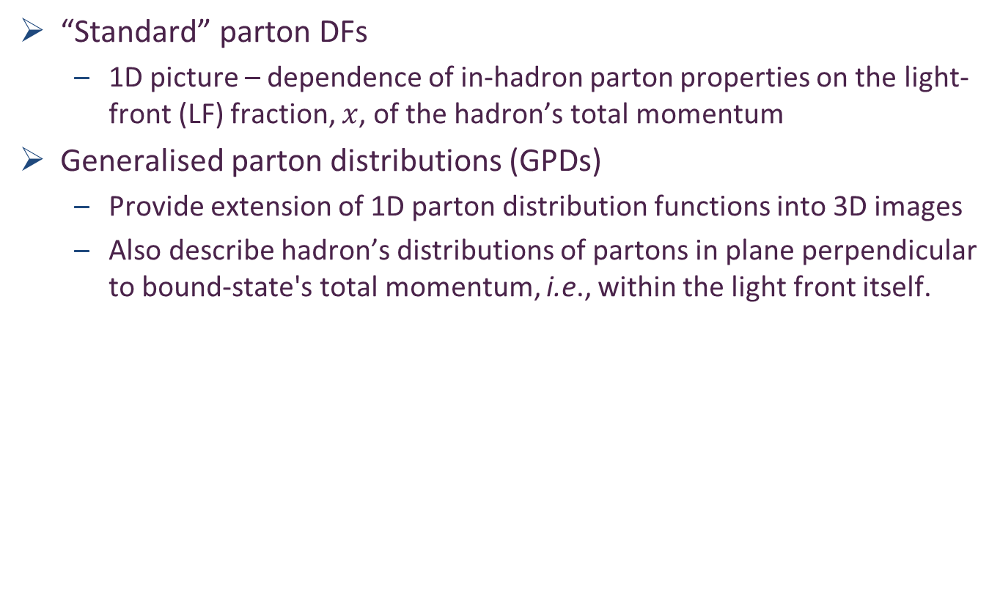 ➢ “Standard” parton DFs
– 1D picture – dependence of in-hadron parton properties on the light-
front (LF) fraction, x, of the hadron’s total momentum
➢ Generalised parton distributions (GPDs)
– Provide extension of 1D parton distribution functions into 3D images
– Also describe hadron’s distributions of partons in plane perpendicular
to bound-state's total momentum, i.e., within the light front itself.